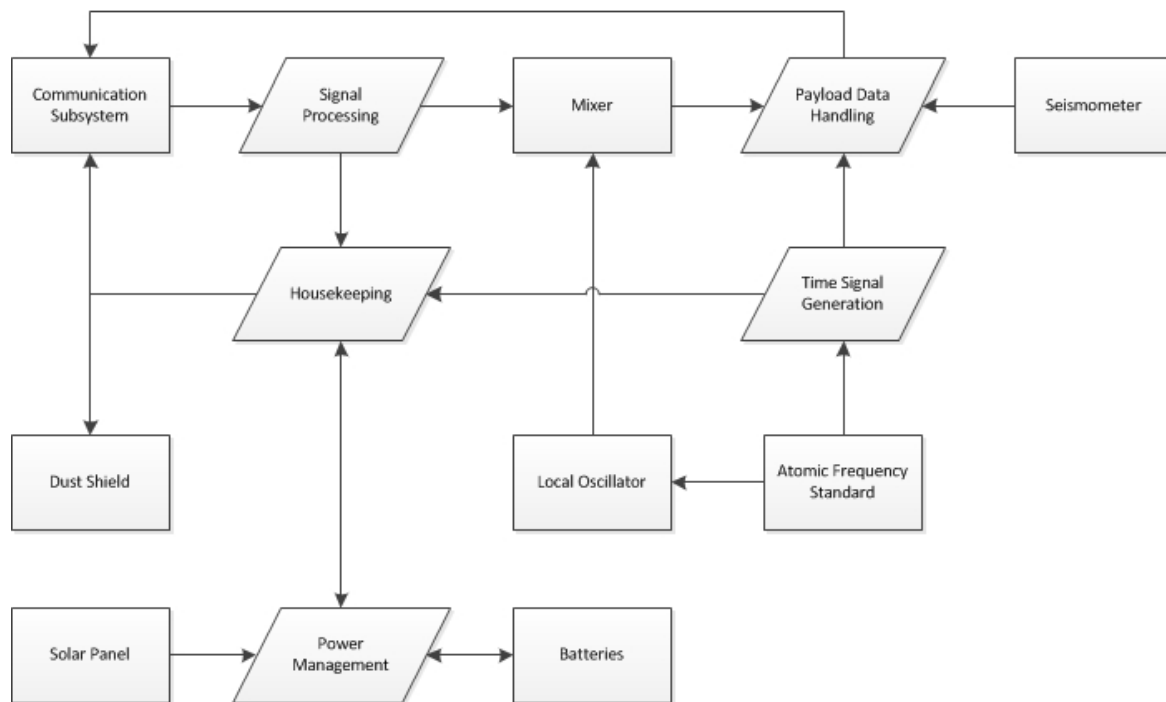 Communication
Subsystem
Signal
Processing
Mixer
Payload Data
Handling
Seismometer
Housekeeping
Time Signal
Generation
Dust Shield
Local Oscillator
Atomic Frequency
Standard
Solar Panel
Power
Management
Batteries